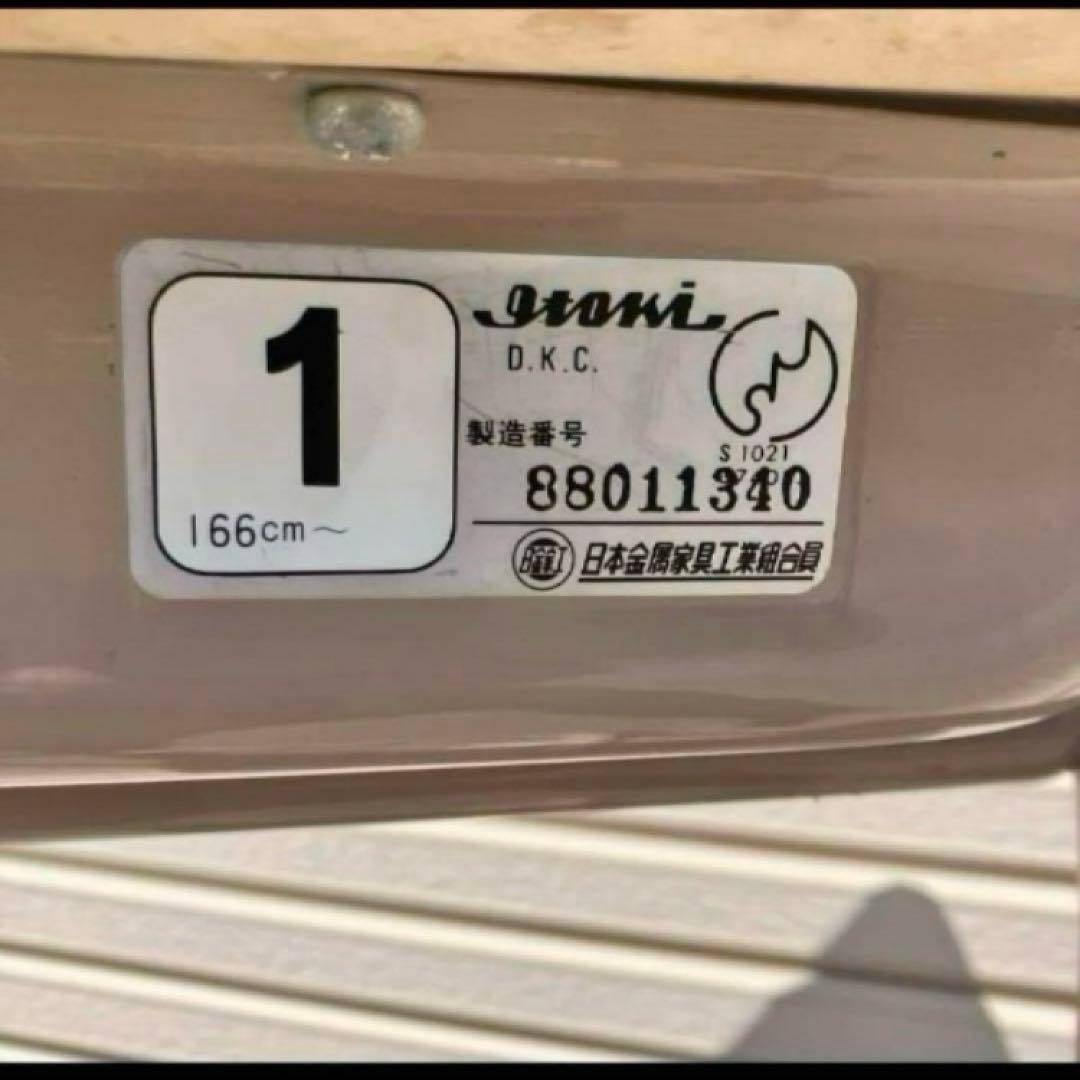 1
166cm～
Itoki
D.K.C.
製造番号
S 1021
88011340
日本金属家具工業組合員